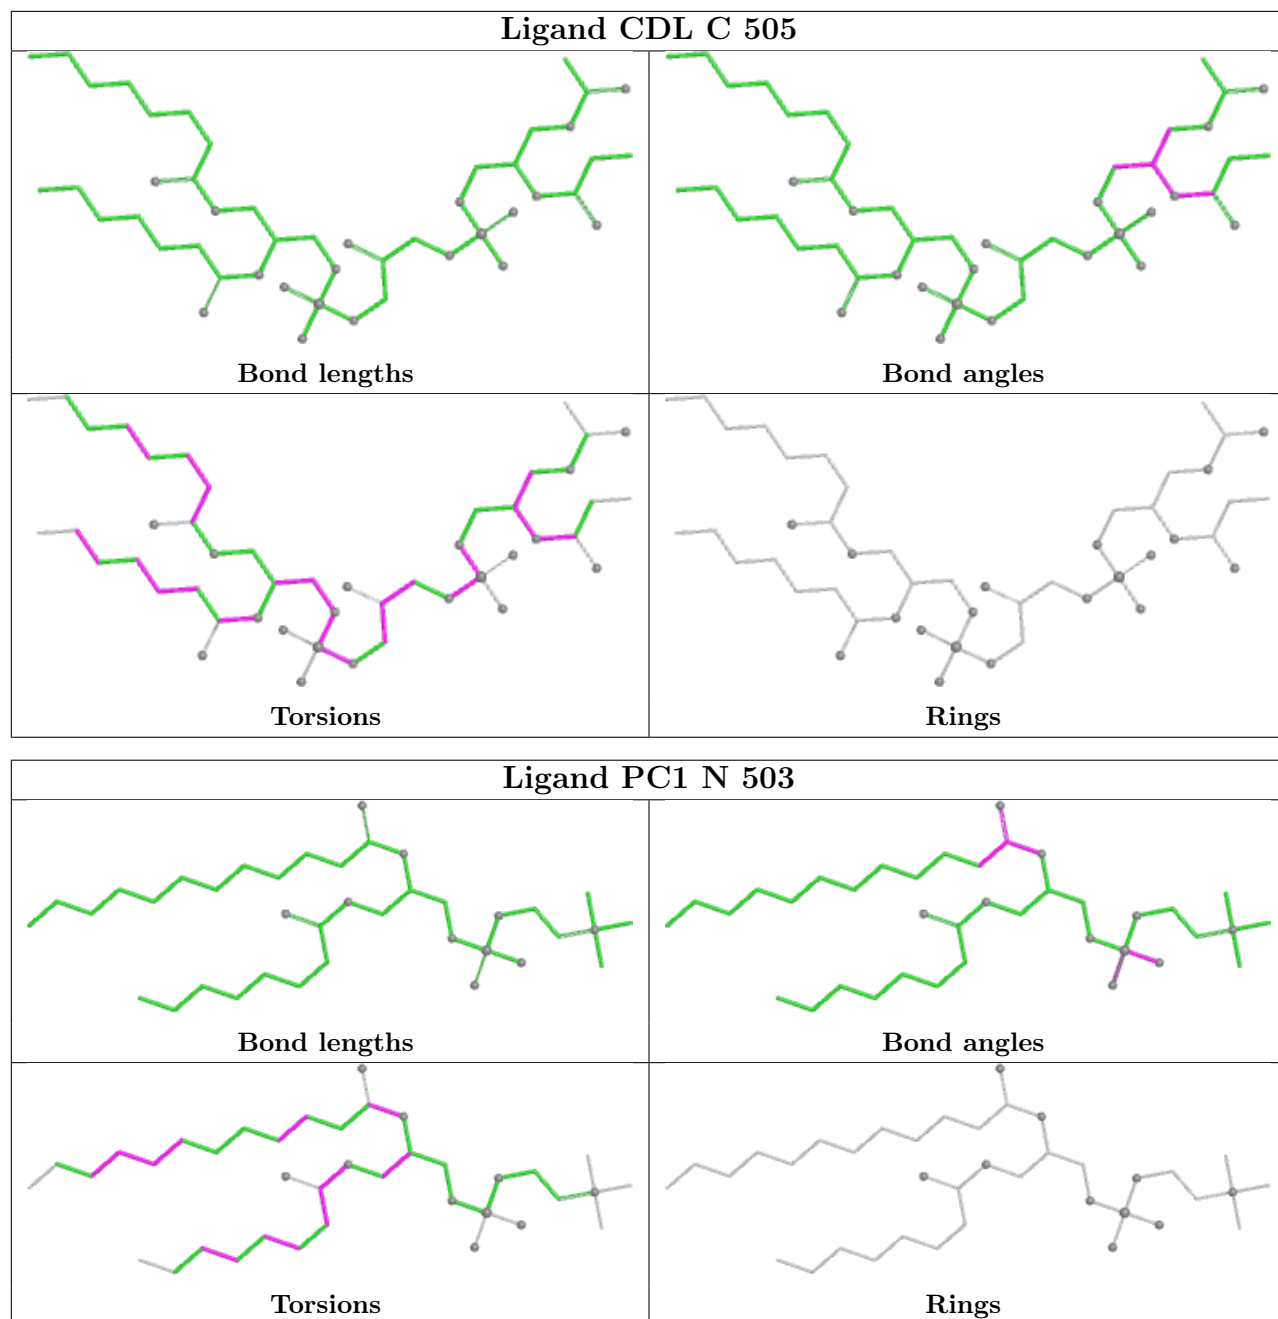 Ligand CDL C 505
Bond lengths
Bond angles
Torsions
Rings
Ligand PC1 N 503
Bond lengths
Bond angles
Torsions
Rings